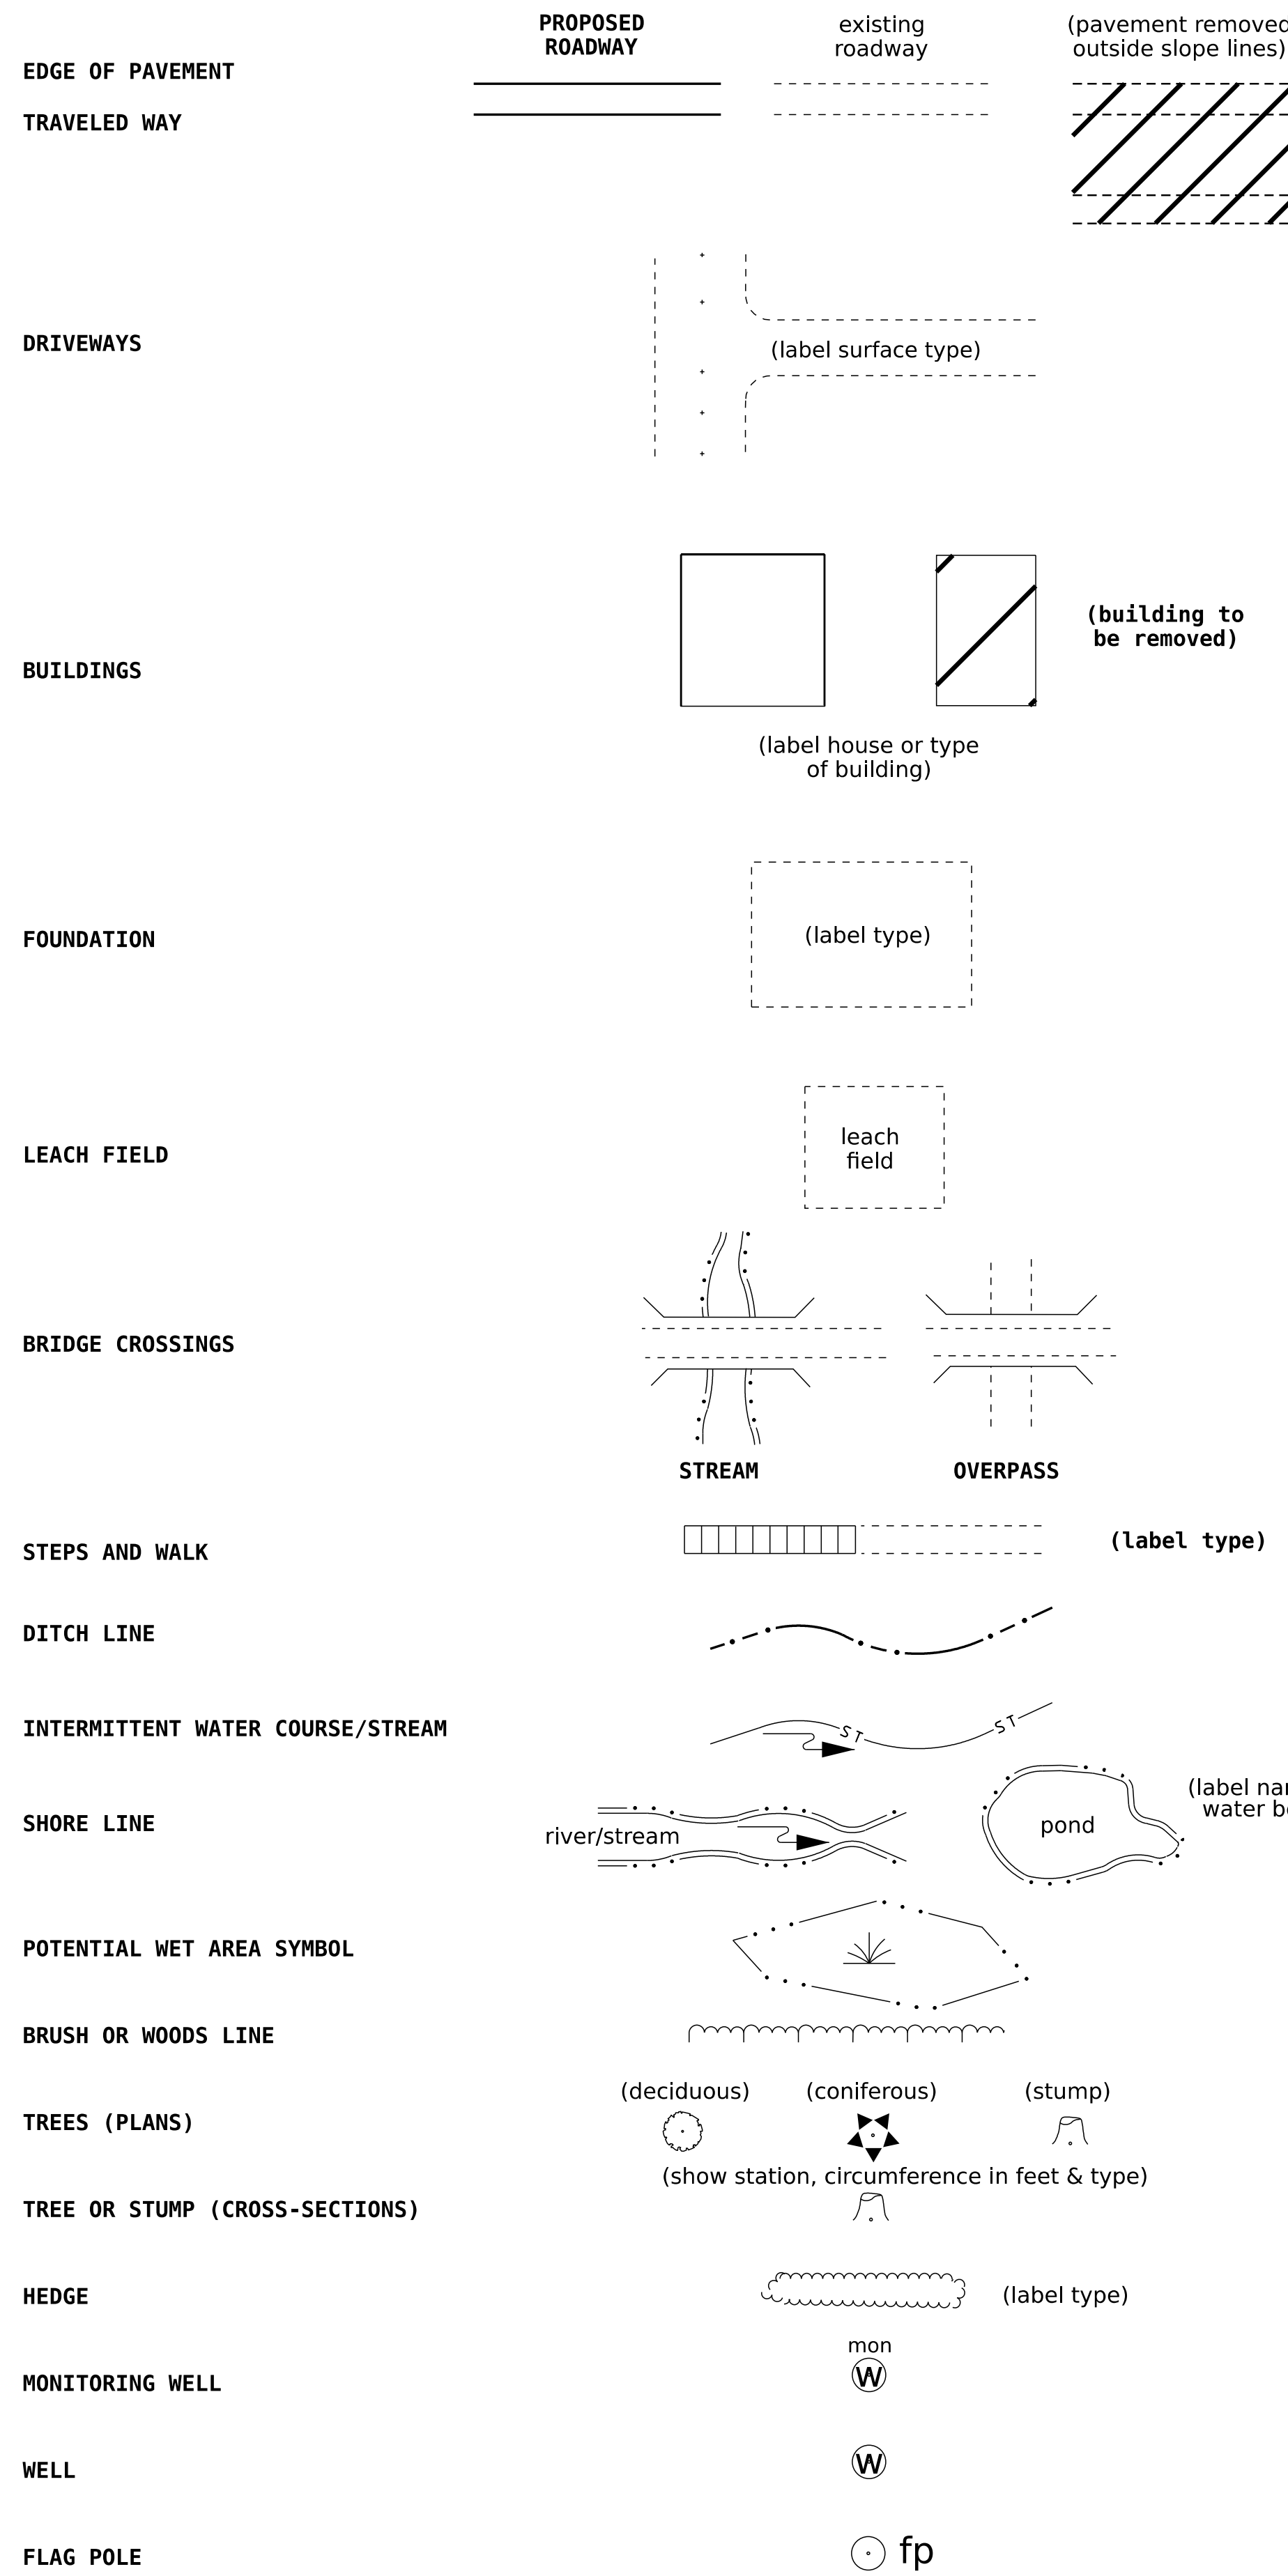 PROPOSED
ROADWAY
existing
roadway
(pavement removed
outside slope lines)
EDGE OF PAVEMENT
TRAVELED WAY
DRIVEWAYS
(label surface type)
BUILDINGS
(building to
be removed)
(label house or type
of building)
FOUNDATION
(label type)
LEACH FIELD
leach
field
BRIDGE CROSSINGS
STREAM
OVERPASS
STEPS AND WALK
(label type)
DITCH LINE
INTERMITTENT WATER COURSE/STREAM
ST
ST
SHORE LINE
river/stream
pond
(label
water
POTENTIAL WET AREA SYMBOL
BRUSH OR WOODS LINE
(deciduous)
(coniferous)
(stump)
TREES (PLANS)
(show station, circumference in feet & type)
TREE OR STUMP (CROSS-SECTIONS)
HEDGE
(label type)
mon
MONITORING WELL
W
WELL
W
FLAG POLE
fp